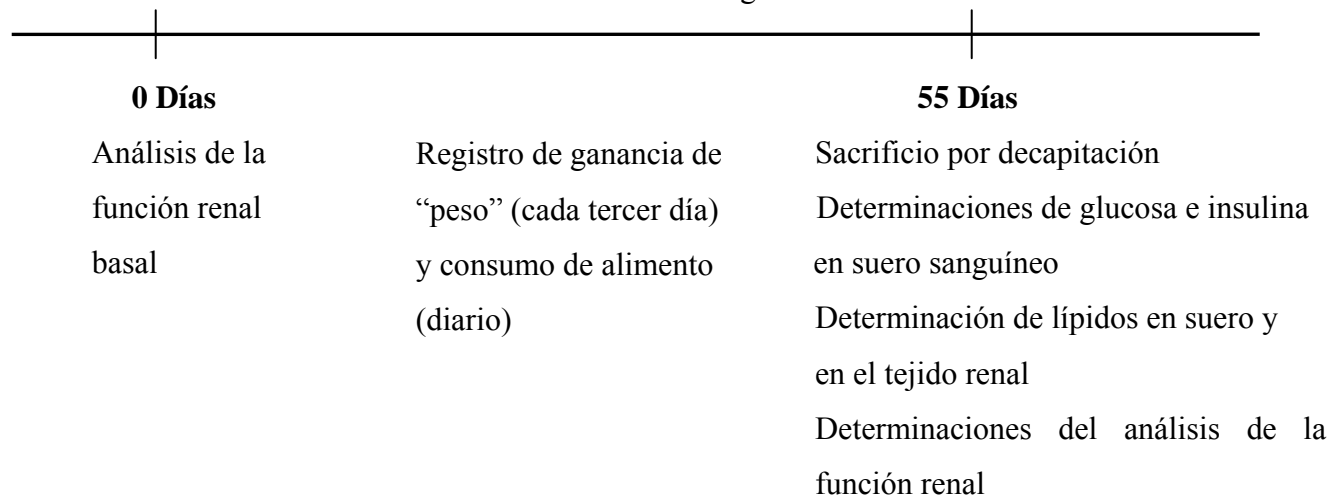 0 Días
Análisis de la
función renal
basal
Registro de ganancia de
“peso” (cada tercer día)
y consumo de alimento
(diario)
55 Días
Sacrificio por decapitación
Determinaciones de glucosa e insulina
en suero sanguíneo
Determinación de lípidos en suero y
en el tejido renal
Determinaciones del análisis de la
función renal